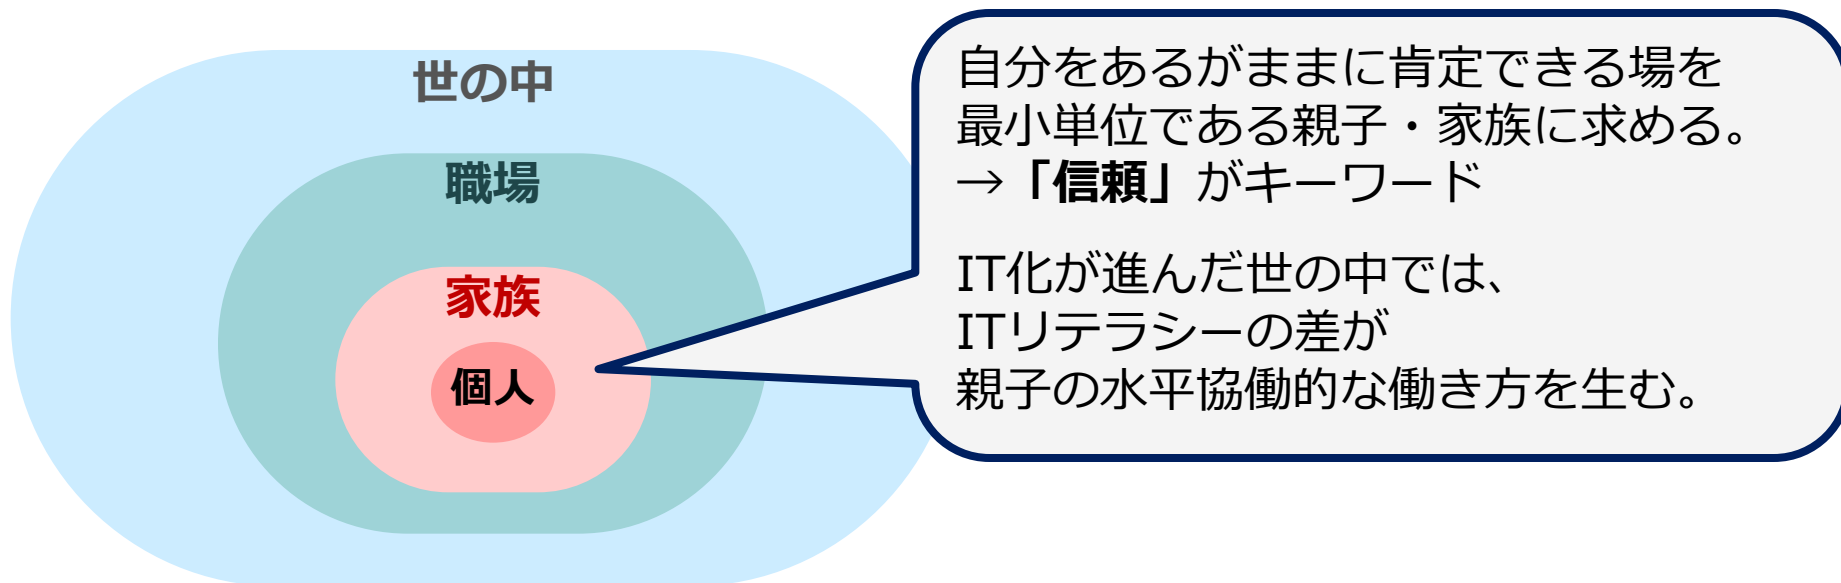 世の中
職場
家族
個人
自分をあるがままに肯定できる場を
最小単位である親子・家族に求める。
→「信頼」がキーワード
IT化が進んだ世の中では、
ITリテラシーの差が
親子の水平協働的な働き方を生む。